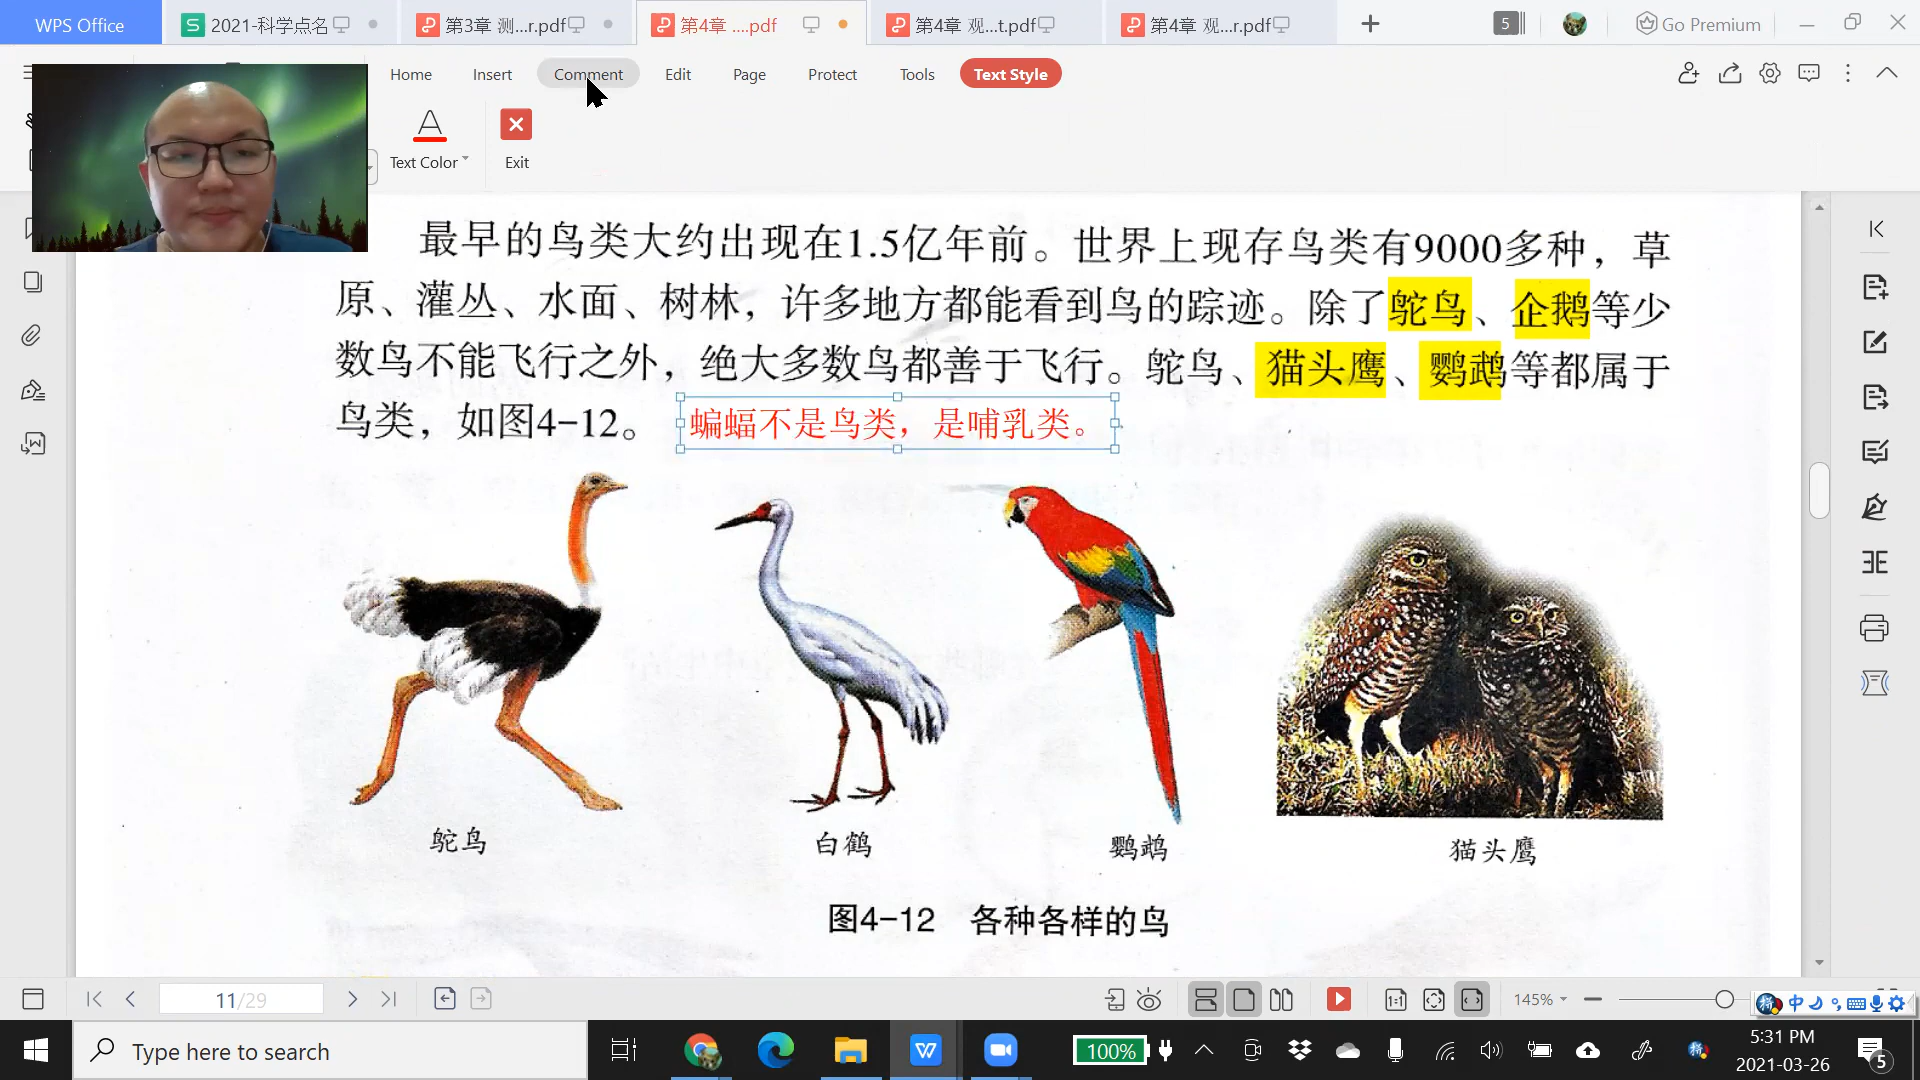 WPS Office
2021-科学点名
第3章 测...r.pdf
第4章 ....pdf
第4章 观...t.pdf
第4章 观...r.pdf
5
Go Premium
Home
Insert
Comment
Edit
Page
Protect
Tools
Text Style
Text Color
Exit
最早的鸟类大约出现在1.5亿年前。世界上现存鸟类有9000多种，草
原、灌丛、水面、树林，许多地方都能看到鸟的踪迹。除了鸵鸟、企鹅等少
数鸟不能飞行之外，绝大多数鸟都善于飞行。鸵鸟、猫头鹰、鹦鹉等都属于
鸟类，如图4-12。
蝙蝠不是鸟类，是哺乳类。
鸵鸟
白鹤
鹦鹉
猫头鹰
图4-12 各种各样的鸟
11/29
1:1
145%
中
Type here to search
100%
5:31 PM
2021-03-26
5